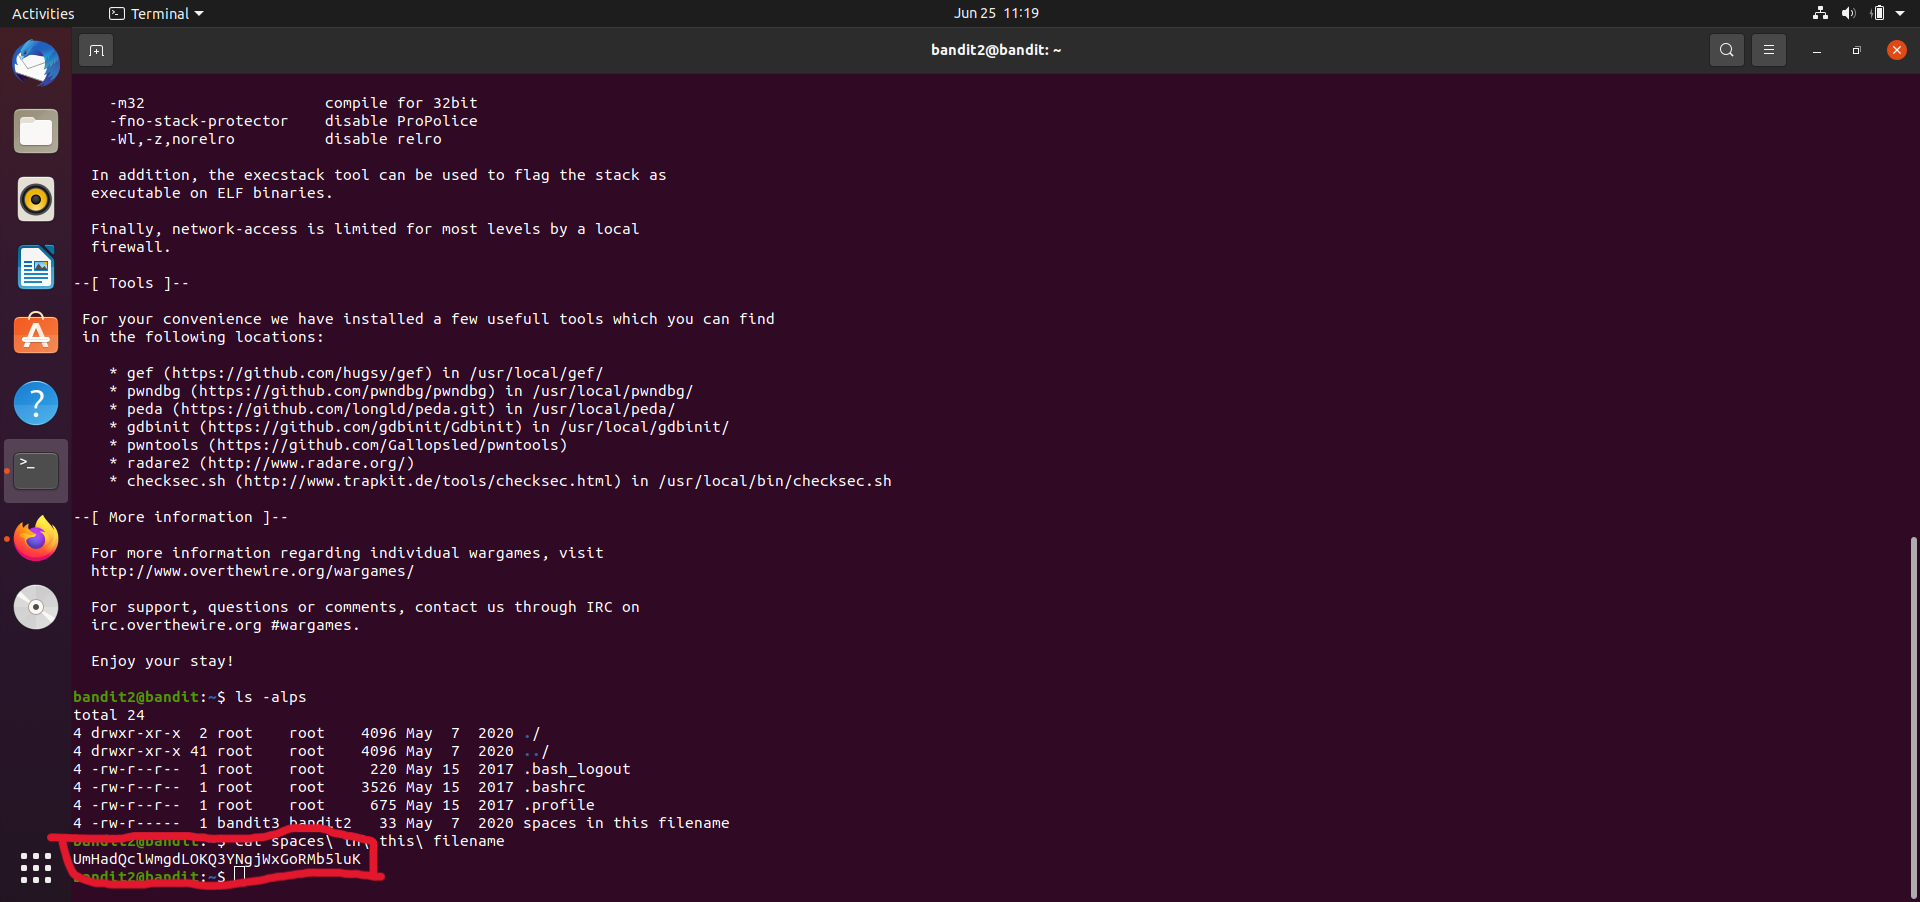 Activities
Terminal
Jun 25 11:19
bandit2@bandit: ~
-m32 compile for 32bit
-fno-stack-protector disable ProPolice
-Wl,-z,norelro disable relro
In addition, the execstack tool can be used to flag the stack as
executable on ELF binaries.
Finally, network-access is limited for most levels by a local
firewall.
--[ Tools ]--
For your convenience we have installed a few usefull tools which you can find
in the following locations:
* gef (https://github.com/hugsy/gef) in /usr/local/gef/
* pwndbg (https://github.com/pwndbg/pwndbg) in /usr/local/pwndbg/
* peda (https://github.com/longld/peda.git) in /usr/local/peda/
* gdbinit (https://github.com/gdbinit/Gdbinit) in /usr/local/gdbinit/
* pwntools (https://github.com/Gallopsled/pwntools)
* radare2 (http://www.radare.org/)
* checksec.sh (http://www.trapkit.de/tools/checksec.html) in /usr/local/bin/checksec.sh
--[ More information ]--
For more information regarding individual wargames, visit
http://www.overthewire.org/wargames/
For support, questions or comments, contact us through IRC on
irc.overthewire.org #wargames.
Enjoy your stay!
bandit2@bandit:~$ ls -alps
total 24
4 drwxr-xr-x 2 root root 4096 May 7 2020 ./
4 drwxr-xr-x 41 root root 4096 May 7 2020 ../
4 -rw-r--r-- 1 root root 220 May 15 2017 .bash_logout
4 -rw-r--r-- 1 root root 3526 May 15 2017 .bashrc
4 -rw-r--r-- 1 root root 675 May 15 2017 .profile
4 -rw-r----- 1 bandit3 bandit2 33 May 7 2020 spaces in this filename
bandit2@bandit:~$ cat spaces\ in\ this\ filename
UmHadQclWmgdLOKQ3YNgjWxGoRMb5luK
bandit2@bandit:~$